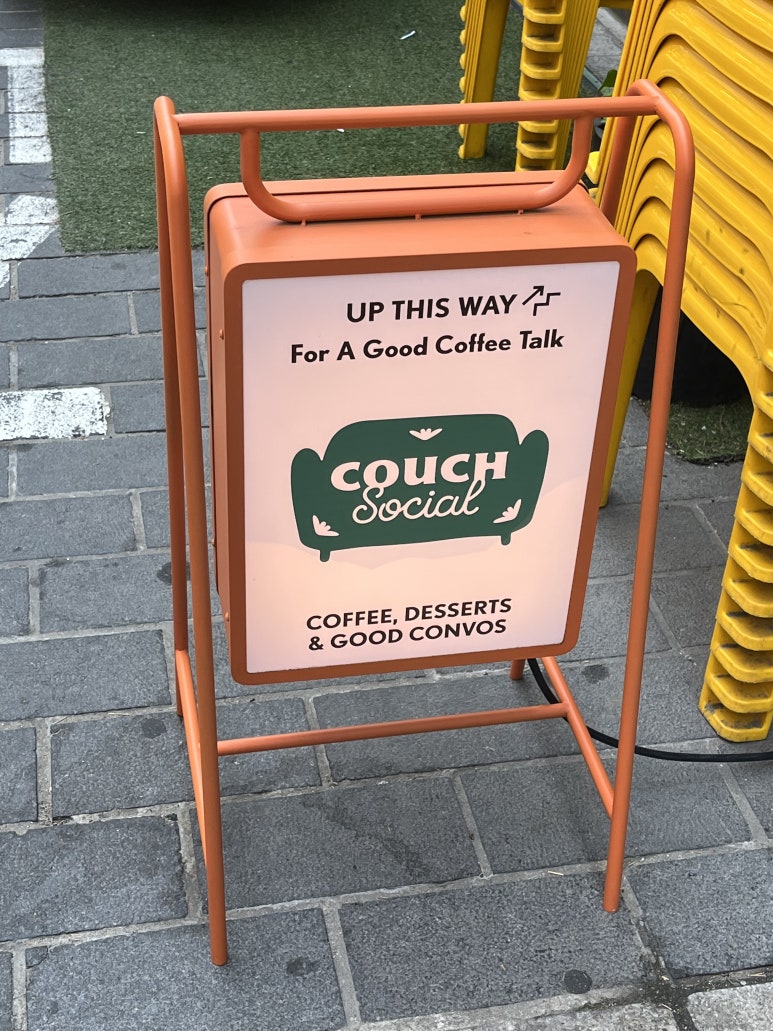 UP THIS WAY
For A Good Coffee Talk
COUCH
Social
COFFEE, DESSERTS
& GOOD CONVOS